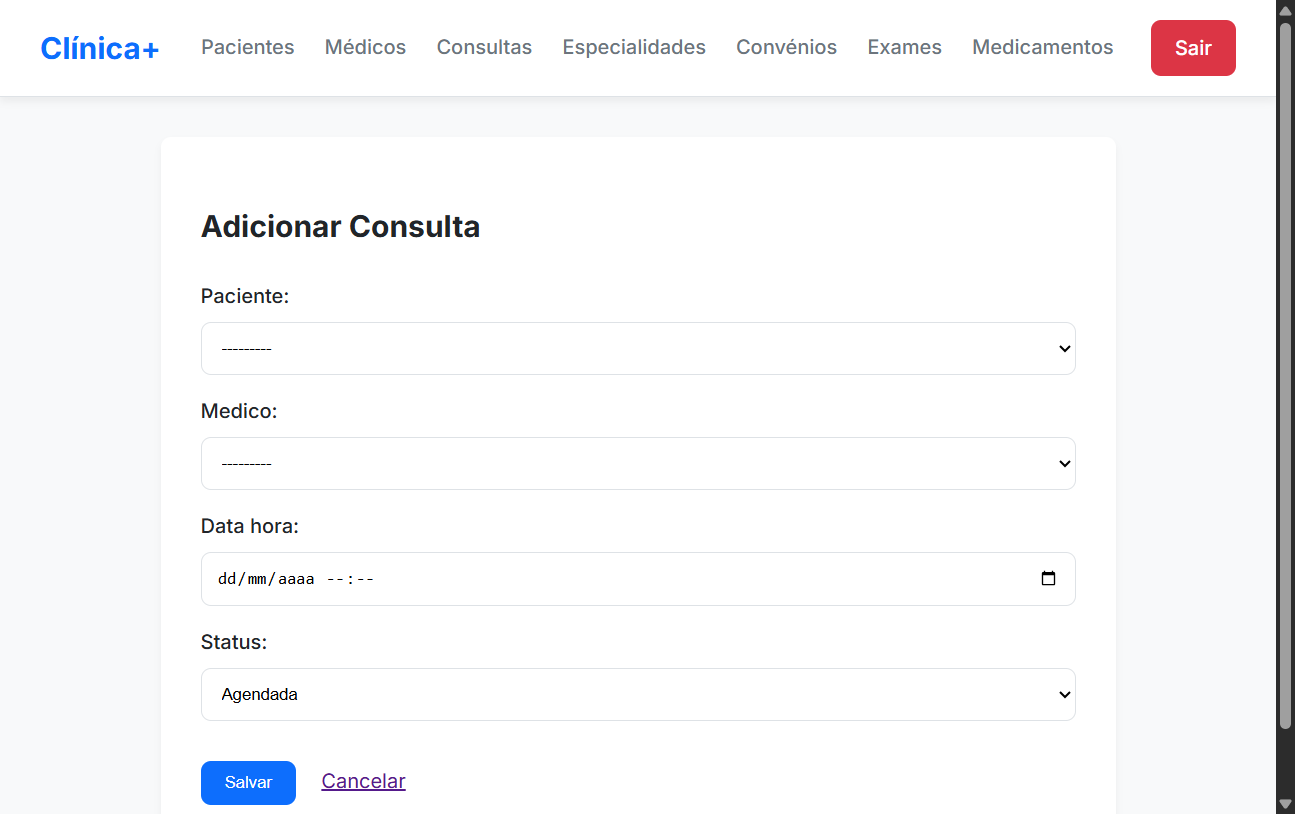 Clínica+ Pacientes Médicos Consultas Especialidades Convénios Exames Medicamentos Sair
Adicionar Consulta
Paciente:
---------
Medico:
---------
Data hora:
dd/mm/aaaa --:--
Status:
Agendada
Salvar Cancelar